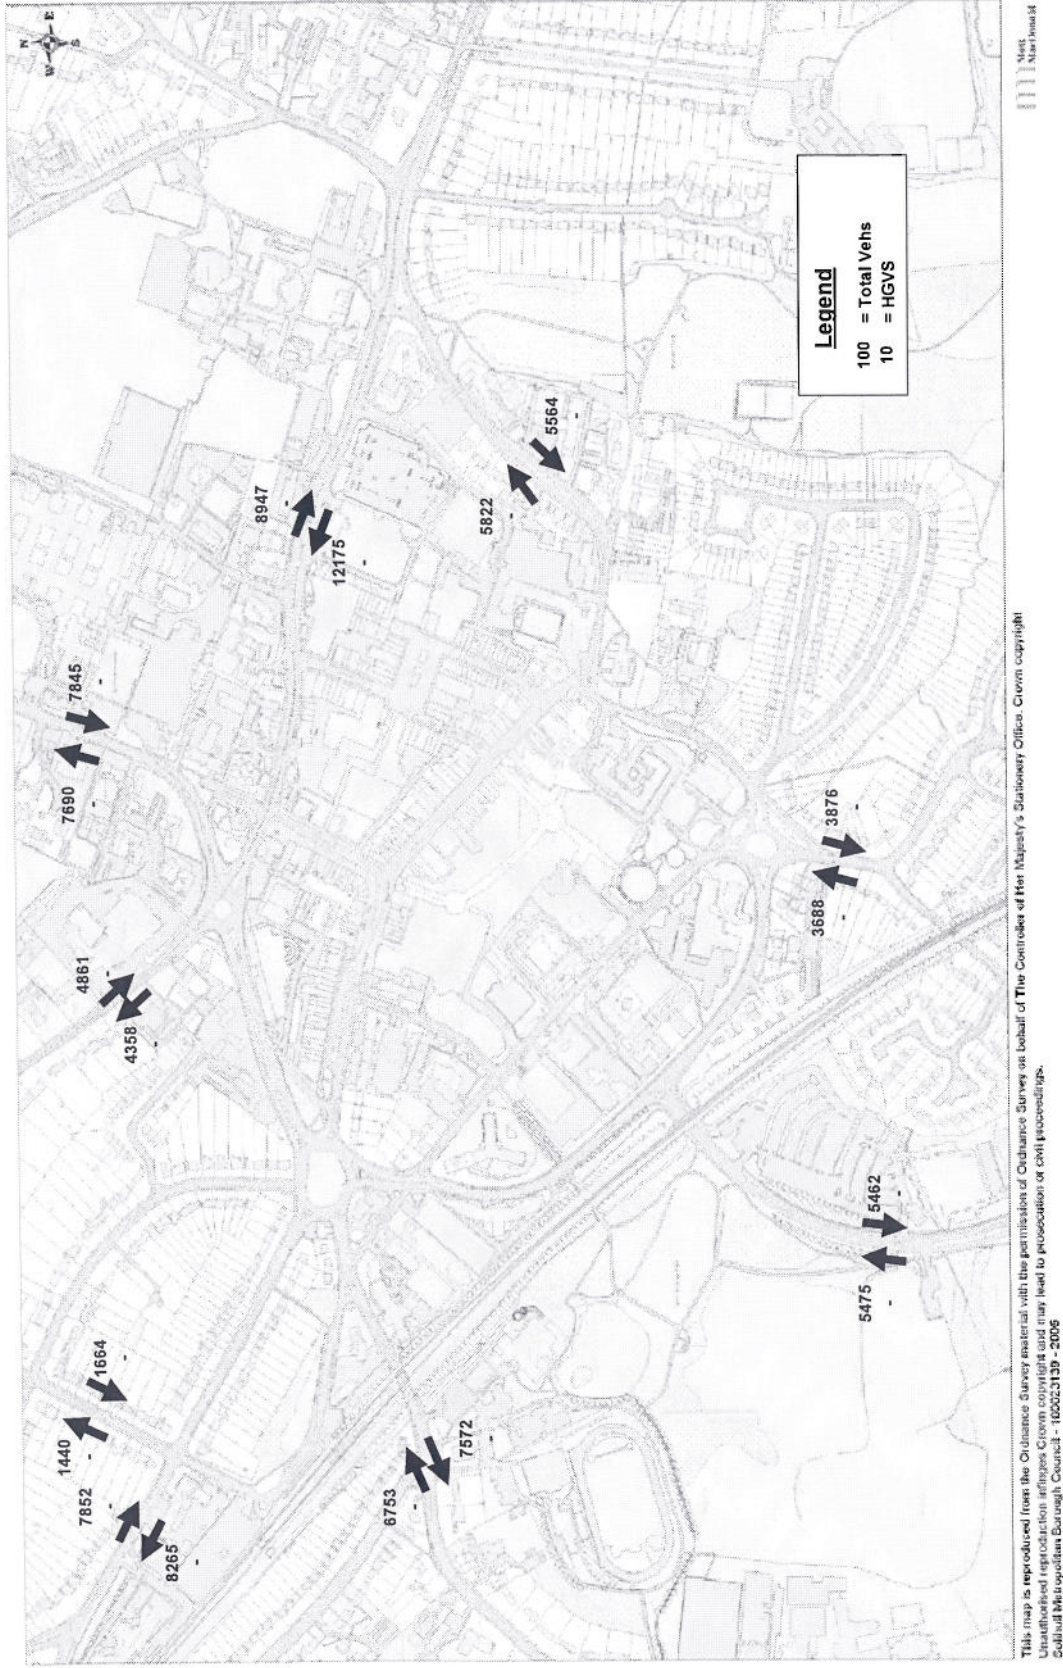 N
E
S
W
7845
7690
8947
12175
5564
5822
4861
4358
3876
3688
1664
1440
7852
8265
6753
7572
5462
5475
Legend
100 = Total Vehs
10 = HGVS
This map is reproduced from the Ordnance Survey material with the permission of Ordnance Survey on behalf of The Controller of Her Majesty's Stationery Office. Crown copyright
Unauthorised reproduction infringes Crown copyright and may lead to prosecution or civil proceedings.
Metropolitan Borough Council - 100023139 - 2006
Mott
MacDonald